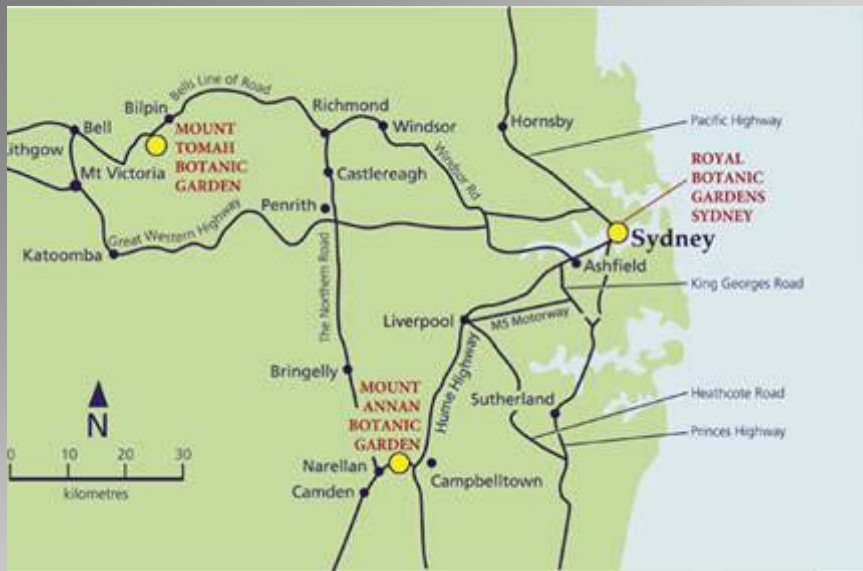 Bells Line of Road
Bilpin
Richmond
Bell
Windsor
Hornsby
Pacific Highway
Lithgow
MOUNT
TOMAH
BOTANIC
GARDEN
Mt Victoria
Castlereagh
Windsor Rd
ROYAL
BOTANIC
GARDENS
SYDNEY
Penrith
Great Western Highway
Katoomba
Sydney
Ashfield
King Georges Road
The Northern Road
Liverpool
M5 Motorway
Bringelly
MOUNT
ANNAN
BOTANIC
GARDEN
Hume Highway
Sutherland
Heathcote Road
Princes Highway
N
0 10 20 30
kilometres
Narellan
Campbelltown
Camden